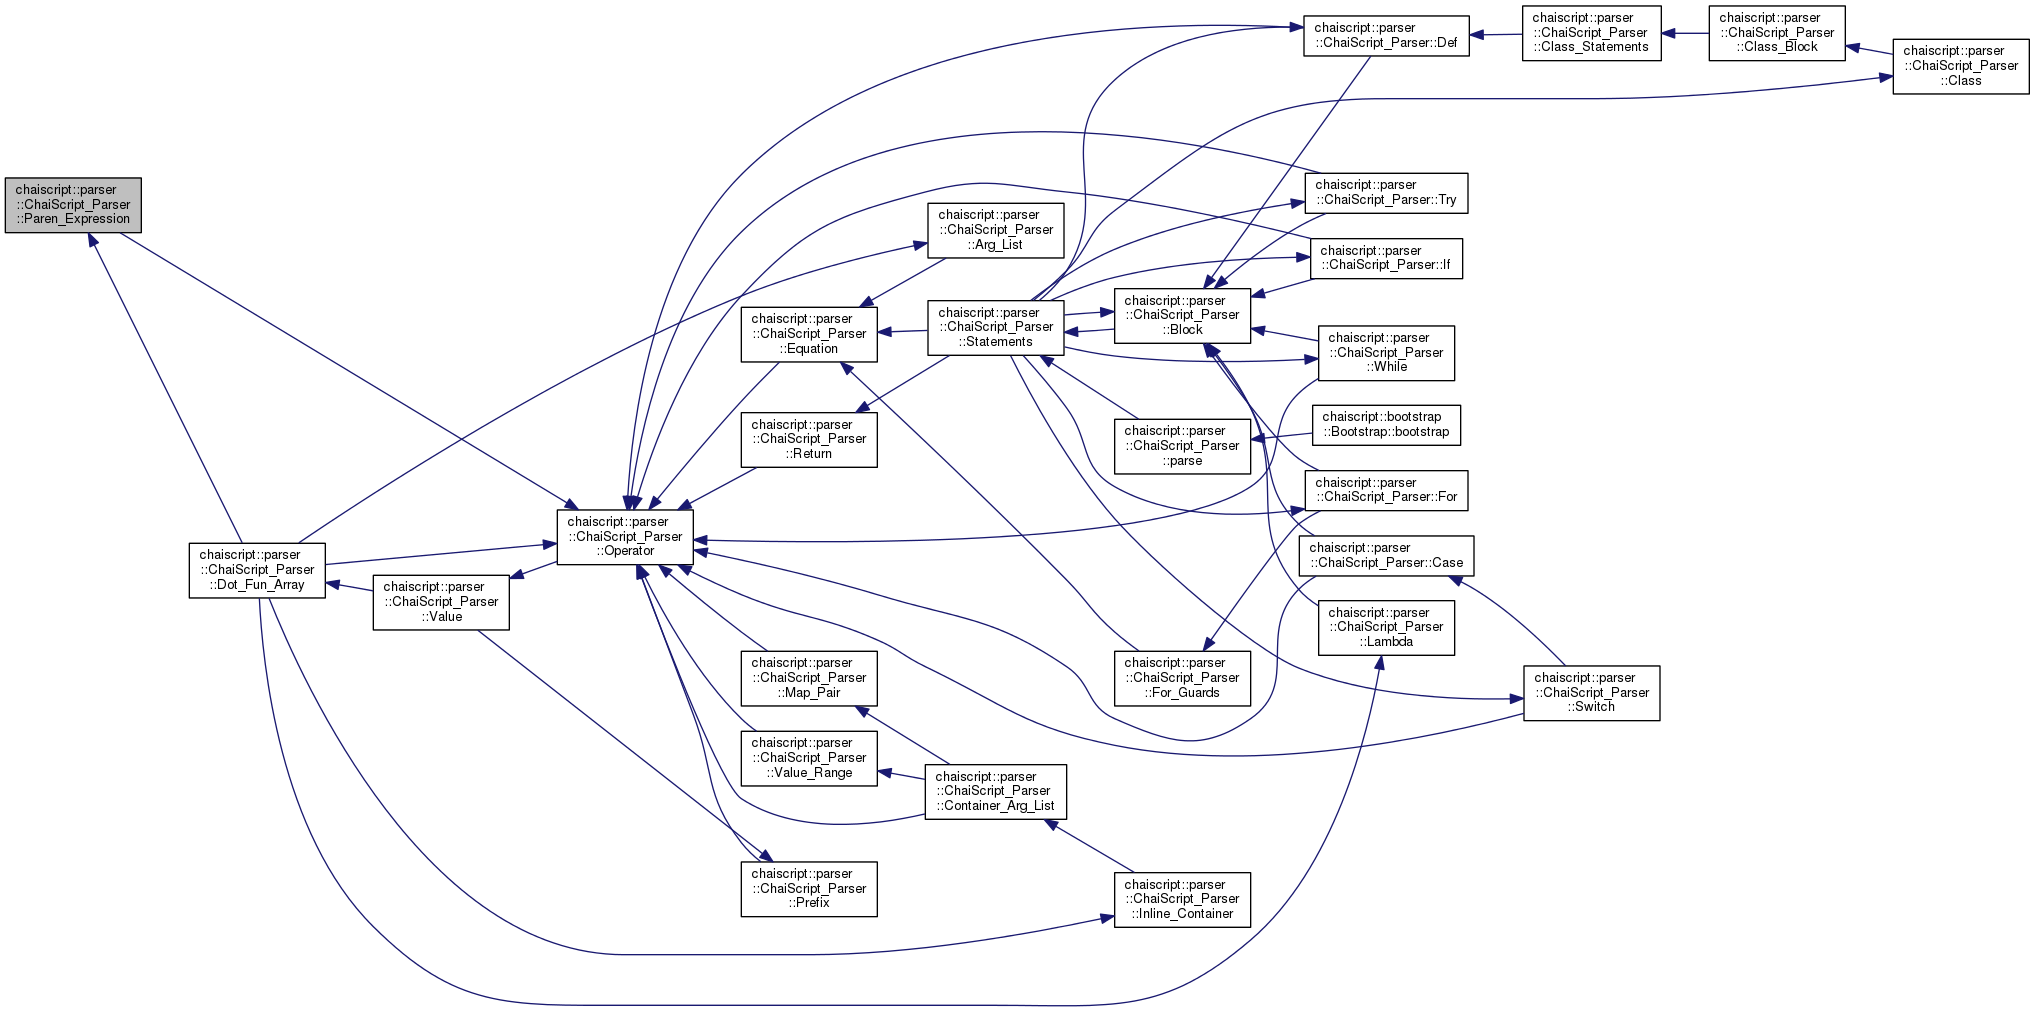 chaiscript::parser
::ChaiScript_Parser
::Paren_Expression
chaiscript::parser
::ChaiScript_Parser
::Dot_Fun_Array
chaiscript::parser
::ChaiScript_Parser
::Value
chaiscript::parser
::ChaiScript_Parser
::Operator
chaiscript::parser
::ChaiScript_Parser
::Equation
chaiscript::parser
::ChaiScript_Parser
::Return
chaiscript::parser
::ChaiScript_Parser
::Map_Pair
chaiscript::parser
::ChaiScript_Parser
::Value_Range
chaiscript::parser
::ChaiScript_Parser
::Prefix
chaiscript::parser
::ChaiScript_Parser
::Arg_List
chaiscript::parser
::ChaiScript_Parser
::Statements
chaiscript::parser
::ChaiScript_Parser
::Container_Arg_List
chaiscript::parser
::ChaiScript_Parser
::Block
chaiscript::parser
::ChaiScript_Parser
::parse
chaiscript::parser
::ChaiScript_Parser
::For_Guards
chaiscript::parser
::ChaiScript_Parser
::Inline_Container
chaiscript::parser
::ChaiScript_Parser::Def
chaiscript::parser
::ChaiScript_Parser::Try
chaiscript::parser
::ChaiScript_Parser::If
chaiscript::parser
::ChaiScript_Parser
::While
chaiscript::bootstrap
::Bootstrap::bootstrap
chaiscript::parser
::ChaiScript_Parser::For
chaiscript::parser
::ChaiScript_Parser::Case
chaiscript::parser
::ChaiScript_Parser
::Lambda
chaiscript::parser
::ChaiScript_Parser
::Class_Statements
chaiscript::parser
::ChaiScript_Parser
::Switch
chaiscript::parser
::ChaiScript_Parser
::Class_Block
chaiscript::parser
::ChaiScript_Parser
::Class